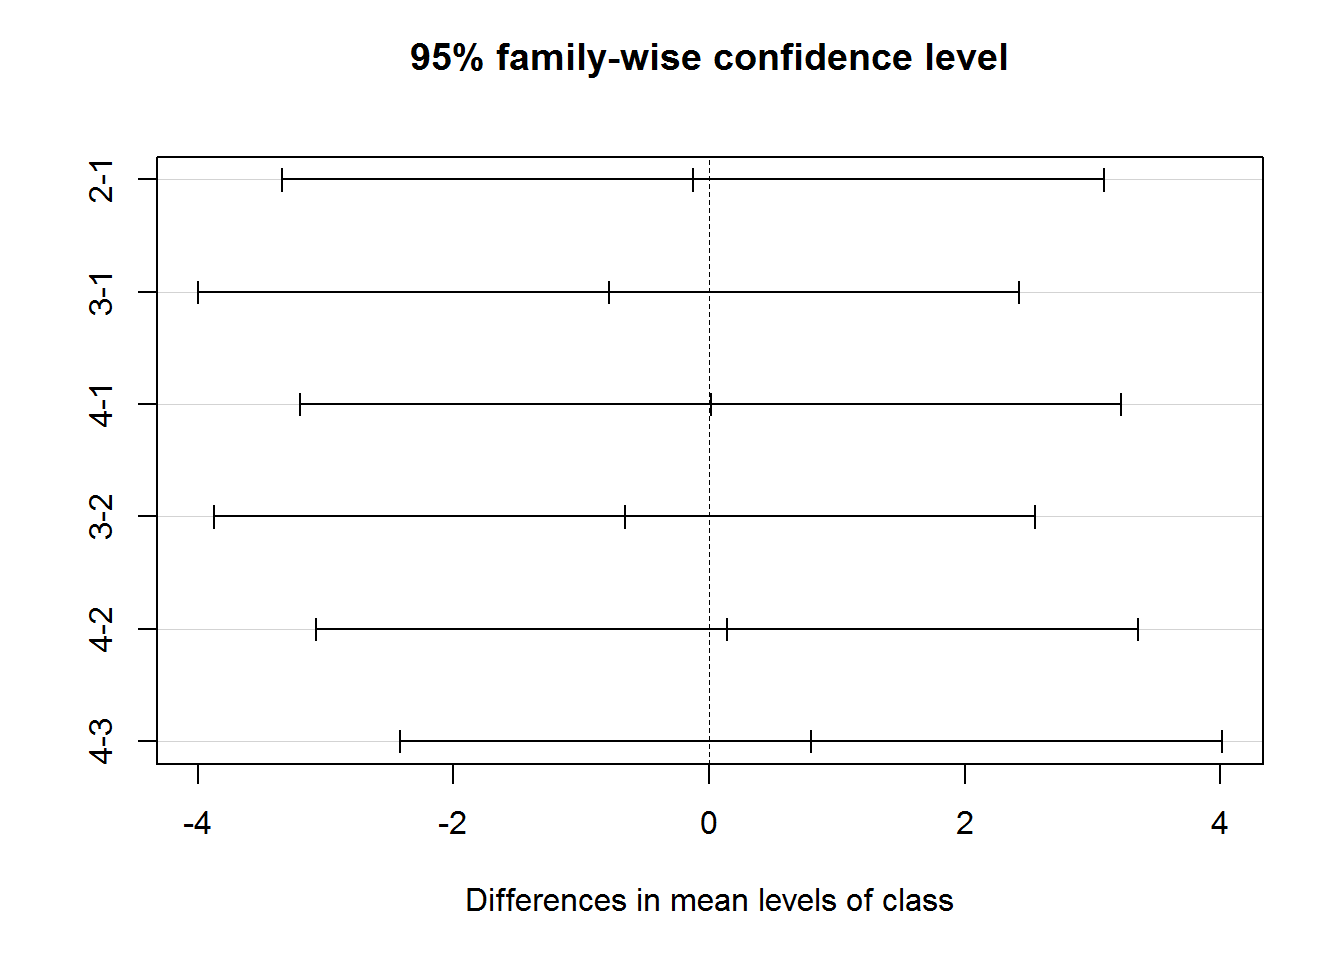 95% family-wise confidence level
2-1
3-1
4-1
3-2
4-2
4-3
-4 -2 0 2 4
Differences in mean levels of class